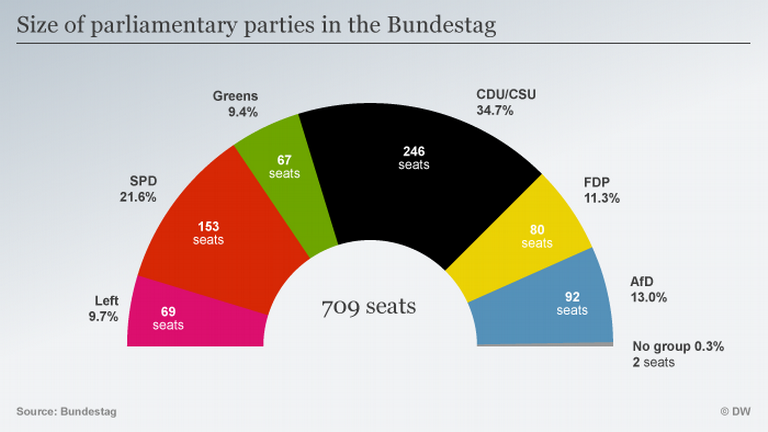 Size of parliamentary parties in the Bundestag
Greens
9.4%
CDU/CSU
34.7%
246
seats
67
seats
SPD
21.6%
FDP
11.3%
153
seats
80
seats
AfD
13.0%
Left
9.7%
69
seats
709 seats
92
seats
No group 0.3%
2 seats
Source: Bundestag
© DW